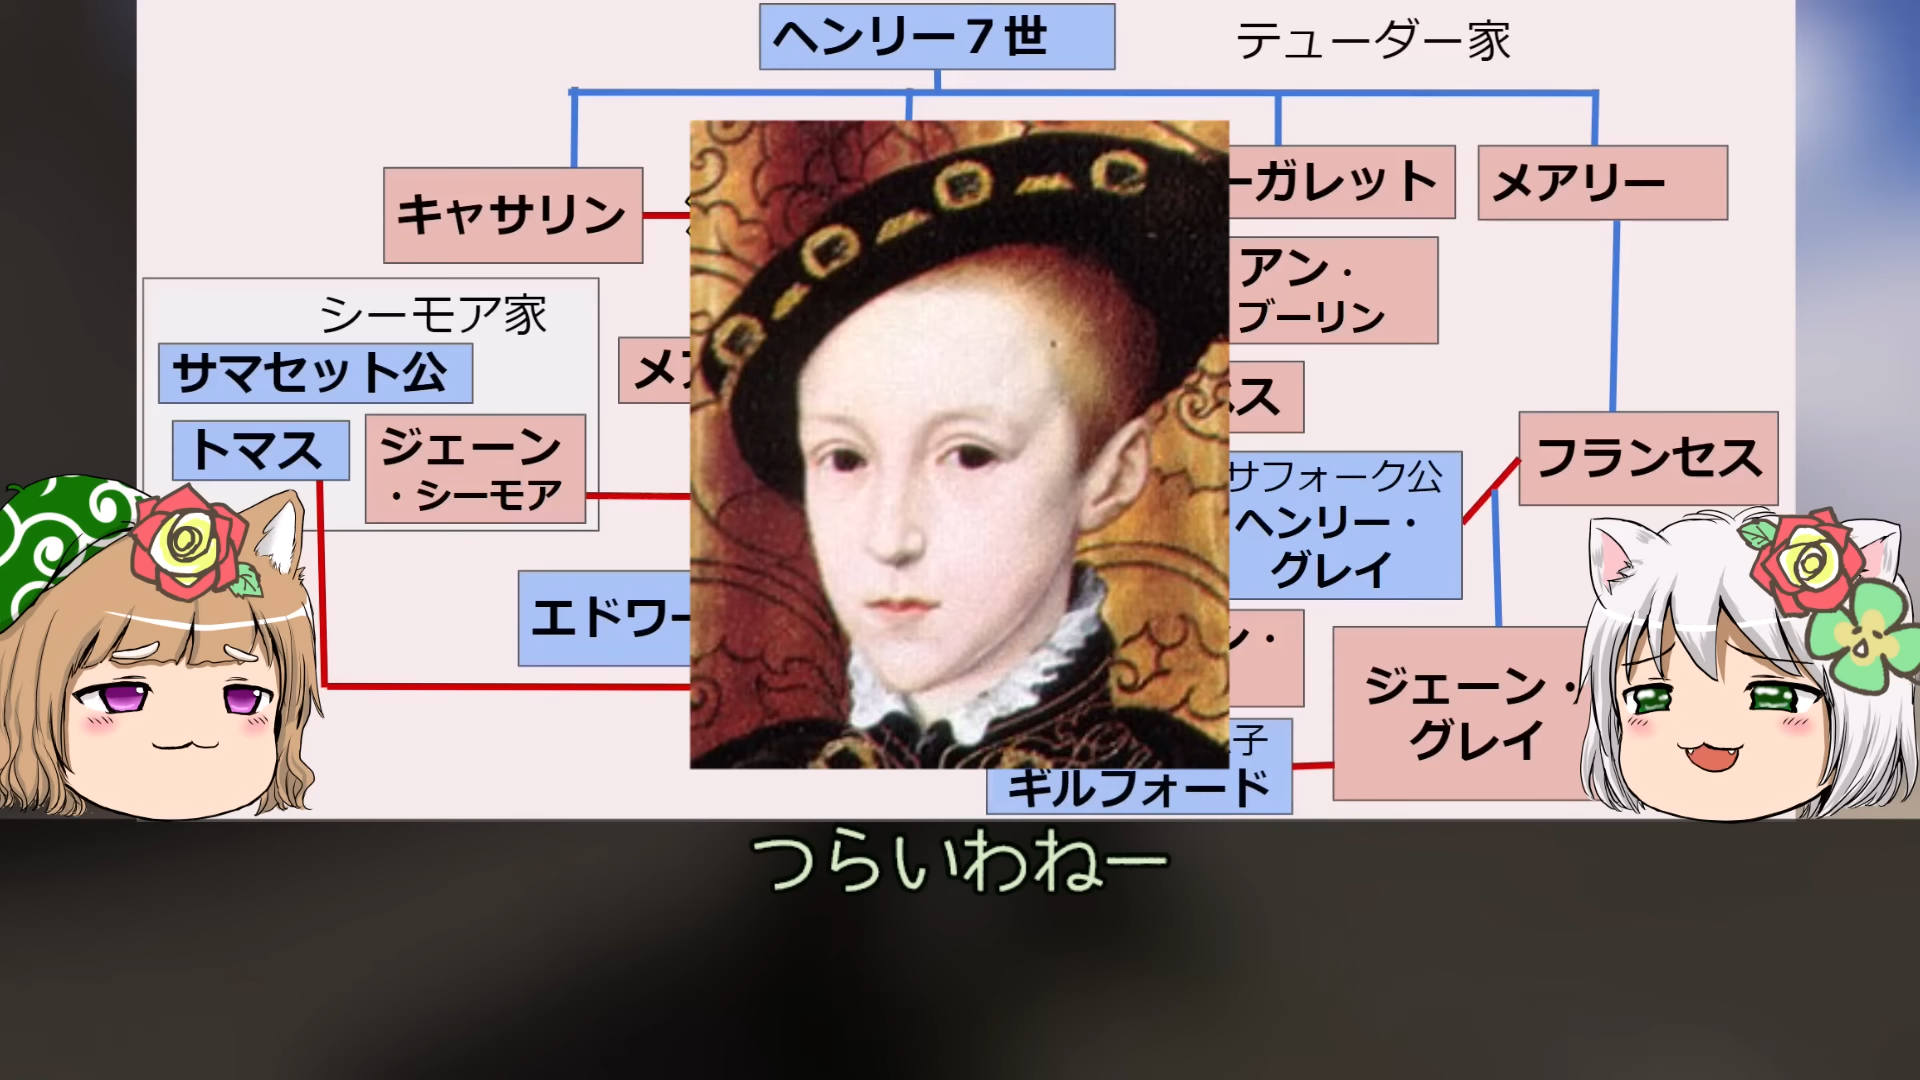 ヘンリー７世
テューダー家
キャサリン
ーガレット
メアリー
アン・
ブーリン
シーモア家
サマセット公
トマス
ジェーン
・シーモア
メア
ス
フランセス
サフォーク公
ヘンリー・
グレイ
エドワー
ン・
ジェーン・
グレイ
子
ギルフォード
つらいわねー